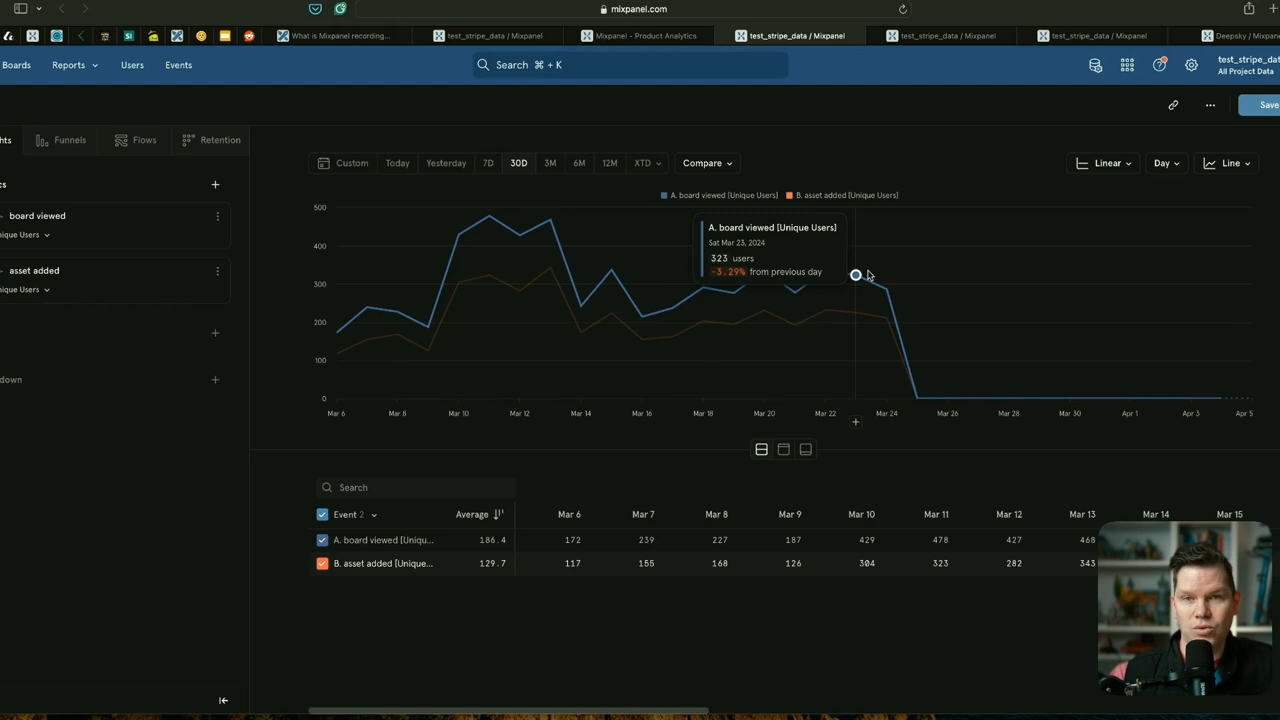 mixpanel.com
What is Mixpanel recording...
test_stripe_data / Mixpanel
Mixpanel - Product Analytics
test_stripe_data / Mixpanel
test_stripe_data / Mixpanel
test_stripe_data / Mixpanel
Deepsky / Mixp
Boards
Reports
Users
Events
Search ⌘ + K
test_stripe_da
All Project Data
Save
hts
Funnels
Flows
Retention
Custom
Today
Yesterday
7D
30D
3M
6M
12M
XTD
Compare
Linear
Day
Line
cs
board viewed
nique Users
asset added
nique Users
down
A. board viewed [Unique Users]
B. asset added [Unique Users]
500
400
300
200
100
0
A. board viewed [Unique Users]
Sat Mar 23, 2024
323 users
-3.29% from previous day
Mar 6
Mar 8
Mar 10
Mar 12
Mar 14
Mar 16
Mar 18
Mar 20
Mar 22
Mar 24
Mar 26
Mar 28
Mar 30
Apr 1
Apr 3
Apr 5
Search
Event 2 Average Mar 6 Mar 7 Mar 8 Mar 9 Mar 10 Mar 11 Mar 12 Mar 13 Mar 14 Mar 15
A. board viewed [Uniqu... 186.4 172 239 227 187 429 478 427 468
B. asset added [Unique... 129.7 117 155 168 126 304 323 282 343